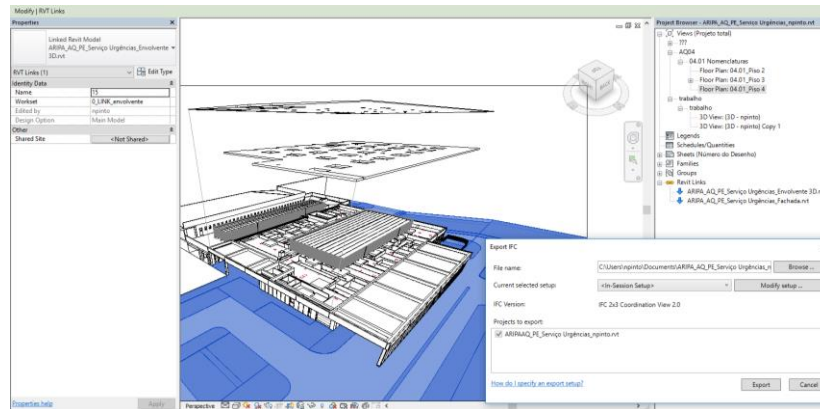 Modify | RVT Links
Properties
Linked Revit Model
ARIPA_AQ_PE_Serviço Urgências_Envolvente
3D.rvt
RVT Links (1)
Edit Type
Identity Data
Name
15
Workset
0_LINK_envolvente
Edited by
npinto
Design Option
Main Model
Other
Shared Site
<Not Shared>
Properties help
Apply
Perspective
Project Browser - ARIPA_AQ_PE_Serviço Urgências_npinto.rvt
Views (Projeto total)
???
AQ04
04.01 Nomenclaturas
Floor Plan: 04.01_Piso 2
Floor Plan: 04.01_Piso 3
Floor Plan: 04.01_Piso 4
trabalho
trabalho
3D View: (3D - npinto)
3D View: (3D - npinto) Copy 1
Legends
Schedules/Quantities
Sheets (Número do Desenho)
Families
Groups
Revit Links
ARIPA_AQ_PE_Serviço Urgências_Envolvente 3D.r
ARIPA_AQ_PE_Serviço Urgências_Fachada.rvt
Export IFC
File name:
C:\Users\npinto\Documents\ARIPA_AQ_PE_Serviço Urgências_n
Browse ...
Current selected setup:
<In-Session Setup>
Modify setup ...
IFC Version:
IFC 2x3 Coordination View 2.0
Projects to export:
ARIPAAQ_PE_Serviço Urgências_npinto.rvt
How do I specify an export setup?
Export
Cancel